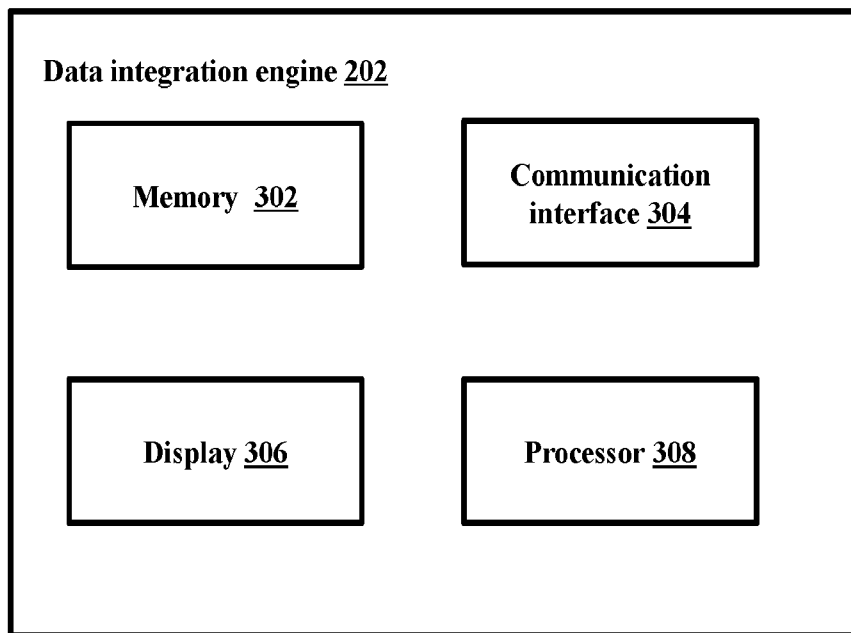 Data integration engine 202
Memory 302
Communication
interface 304
Display 306
Processor 308